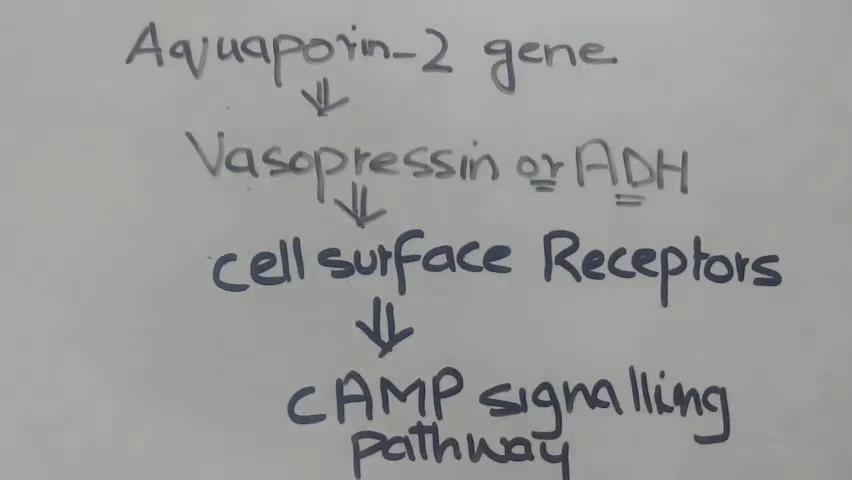 Aquaporin-2 gene
⇓
Vasopressin or ADH
⇓
cell surface Receptors
⇓
cAMP signalling
pathway